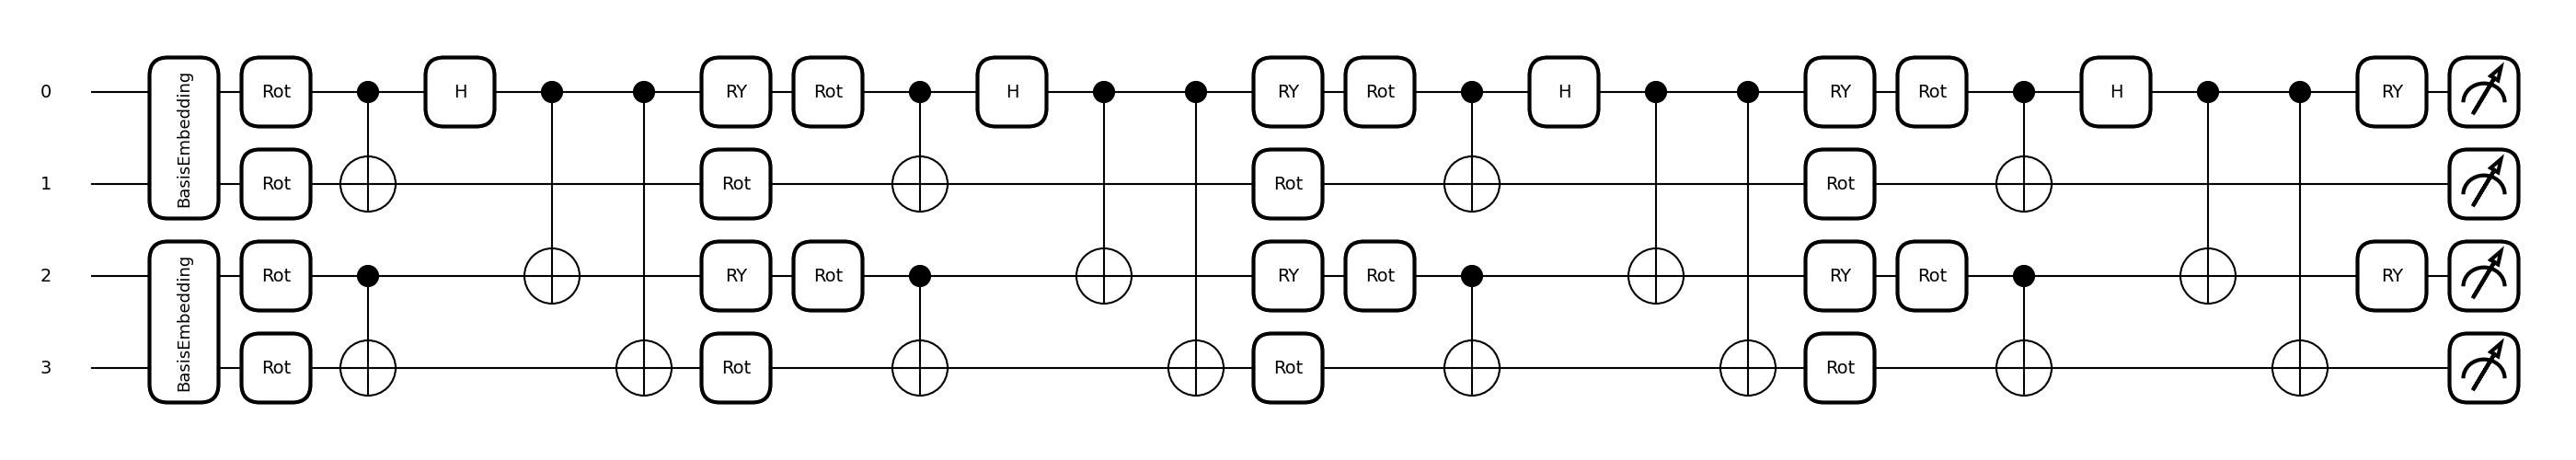 0 BasisEmbedding Rot H RY Rot H RY Rot H RY Rot H RY
1 Rot Rot Rot Rot
2 BasisEmbedding Rot RY Rot RY Rot RY Rot RY
3 Rot Rot Rot Rot